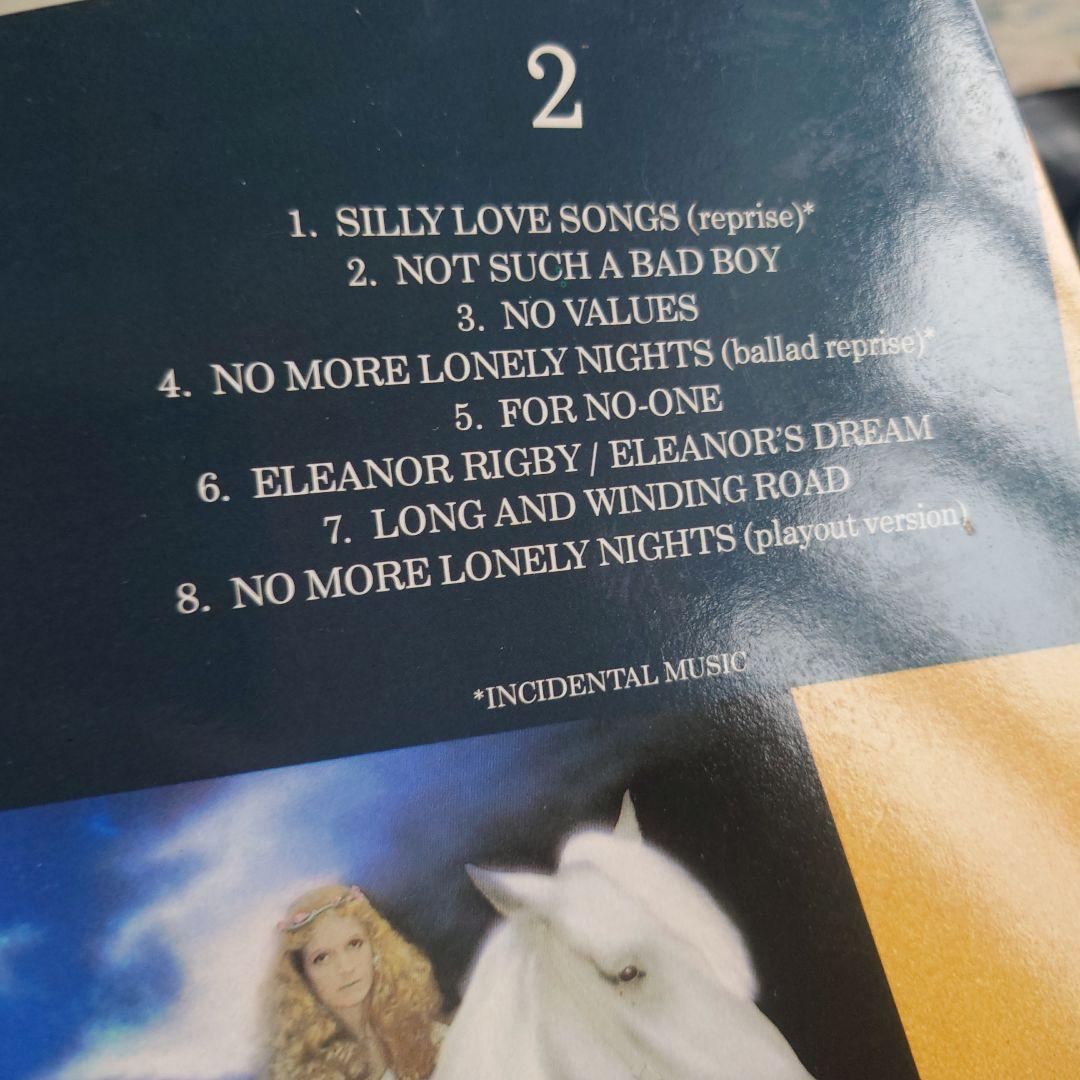 2
1. SILLY LOVE SONGS (reprise)*
2. NOT SUCH A BAD BOY
3. NO VALUES
4. NO MORE LONELY NIGHTS (ballad reprise)*
5. FOR NO-ONE
6. ELEANOR RIGBY / ELEANOR'S DREAM
7. LONG AND WINDING ROAD
8. NO MORE LONELY NIGHTS (playout version)
*INCIDENTAL MUSIC